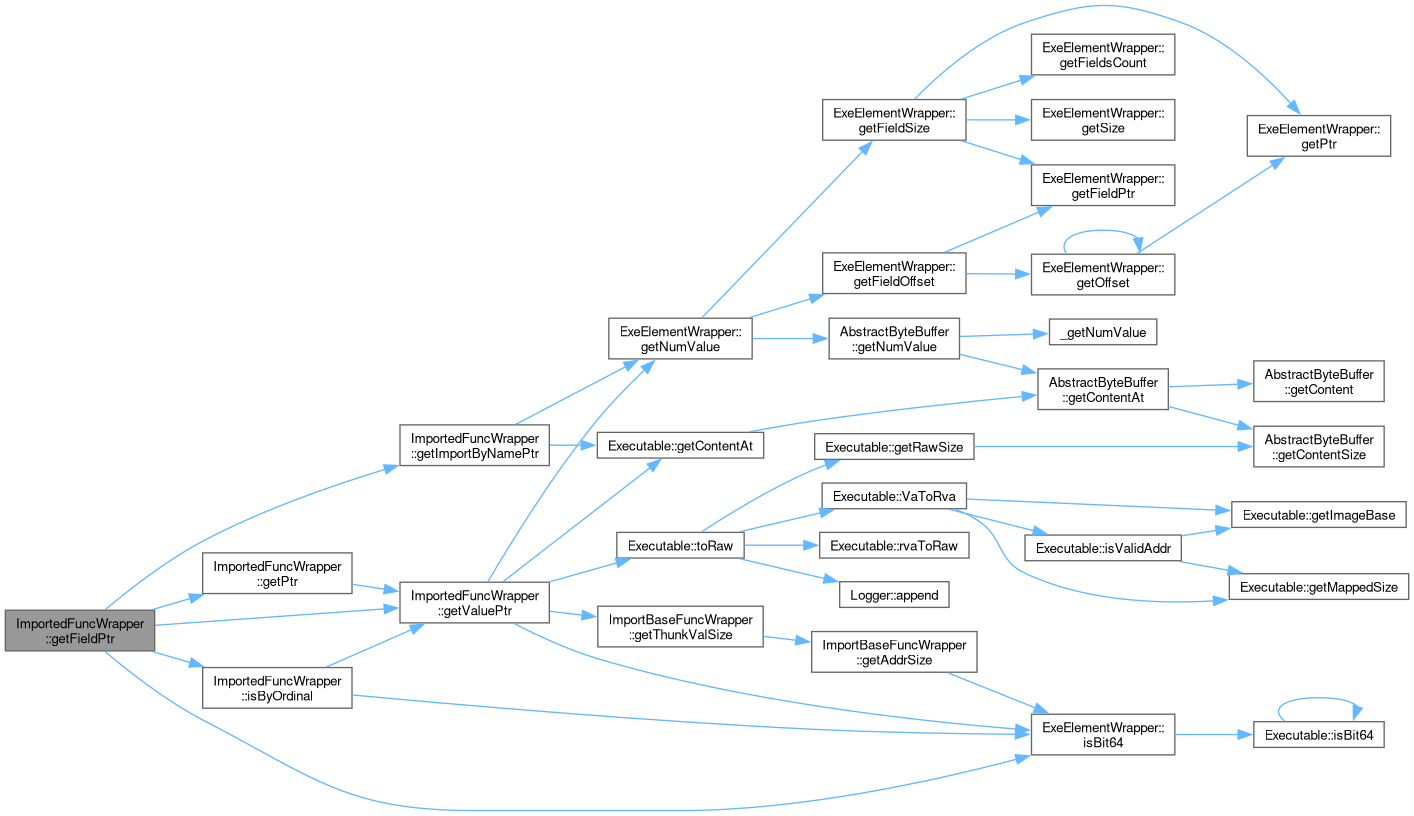 ExeElementWrapper::
getFieldsCount
ExeElementWrapper::
getFieldSize
ExeElementWrapper::
getSize
ExeElementWrapper::
getPtr
ExeElementWrapper::
getFieldPtr
ExeElementWrapper::
getFieldOffset
ExeElementWrapper::
getOffset
ExeElementWrapper::
getNumValue
AbstractByteBuffer
::getNumValue
_getNumValue
AbstractByteBuffer
::getContentAt
AbstractByteBuffer
::getContent
ImportedFuncWrapper
::getImportByNamePtr
Executable::getContentAt
Executable::getRawSize
AbstractByteBuffer
::getContentSize
Executable::VaToRva
Executable::getImageBase
Executable::toRaw
Executable::rvaToRaw
Executable::isValidAddr
ImportedFuncWrapper
::getPtr
ImportedFuncWrapper
::getValuePtr
Logger::append
Executable::getMappedSize
ImportedFuncWrapper
::getFieldPtr
ImportBaseFuncWrapper
::getThunkValSize
ImportBaseFuncWrapper
::getAddrSize
ImportedFuncWrapper
::isByOrdinal
ExeElementWrapper::
isBit64
Executable::isBit64